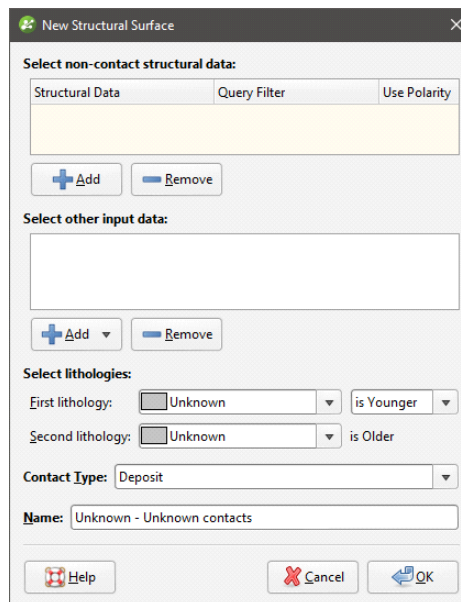 New Structural Surface
Select non-contact structural data:
Structural Data Query Filter Use Polarity
Add Remove
Select other input data:
Add Remove
Select lithologies:
First lithology: Unknown is Younger
Second lithology: Unknown is Older
Contact Type: Deposit
Name: Unknown - Unknown contacts
Help Cancel OK